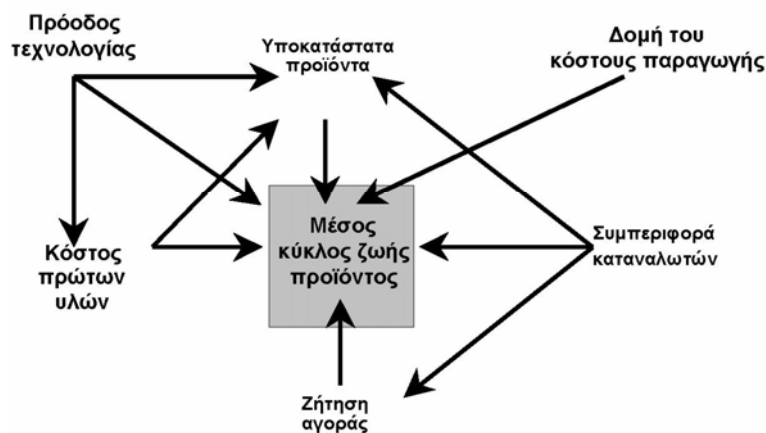 Πρόοδος
τεχνολογίας
Υποκατάστατα
προϊόντα
Δομή του
κόστους παραγωγής
Μέσος
κύκλος ζωής
προϊόντος
Κόστος
πρώτων
υλών
Συμπεριφορά
καταναλωτών
Ζήτηση
αγοράς